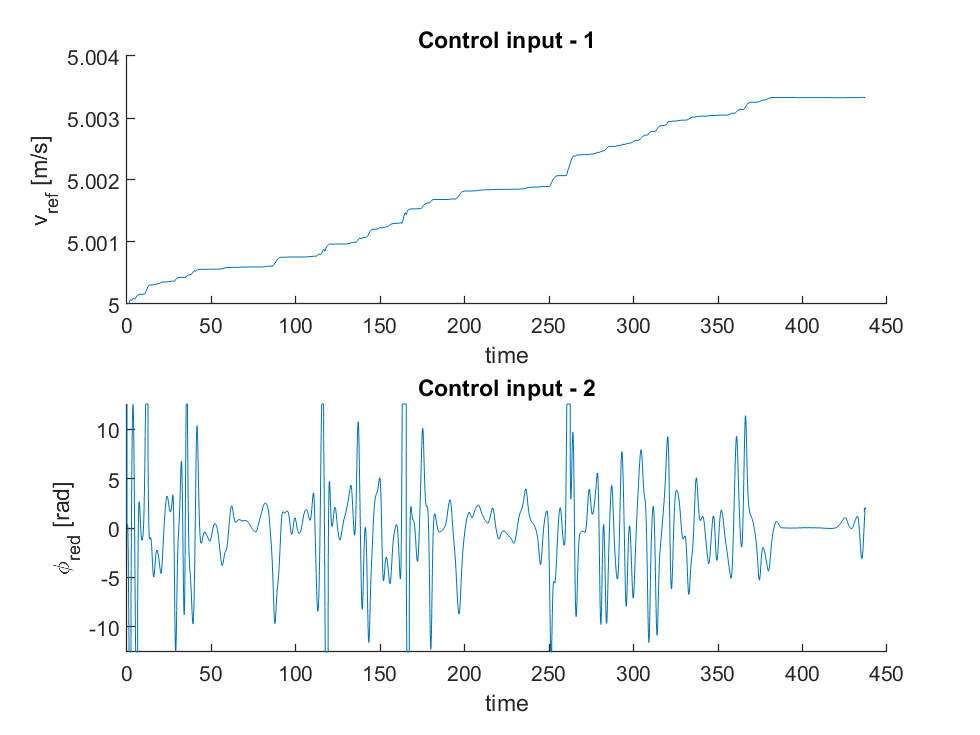 Control input - 1
5.004
5.003
5.002
5.001
5
v_ref [m/s]
0 50 100 150 200 250 300 350 400 450
time
Control input - 2
10
5
0
-5
-10
ϕ_red [rad]
0 50 100 150 200 250 300 350 400 450
time